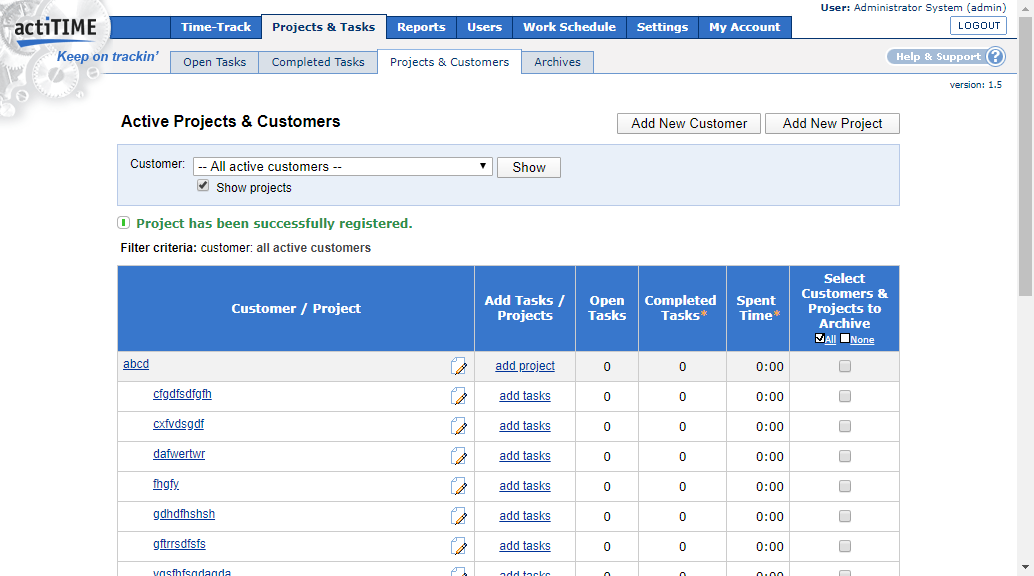 User: Administrator System (admin)
actiTIME
Time-Track Projects & Tasks Reports Users Work Schedule Settings My Account
LOGOUT
Keep on trackin'
Open Tasks Completed Tasks Projects & Customers Archives
Help & Support ?
version: 1.5
Active Projects & Customers
Add New Customer Add New Project
Customer: -- All active customers -- Show
Show projects
Project has been successfully registered.
Filter criteria: customer: all active customers
Customer / Project
Add Tasks /
Projects
Open
Tasks
Completed
Tasks*
Spent
Time*
Select
Customers &
Projects to
Archive
All None
abcd add project 0 0 0:00
cfgdfsdfgfh add tasks 0 0 0:00
cxfvdsgdf add tasks 0 0 0:00
dafwertwr add tasks 0 0 0:00
fhgfy add tasks 0 0 0:00
gdhdfhshsh add tasks 0 0 0:00
gftrrsdfsfs add tasks 0 0 0:00
add tasks 0 0 0:00